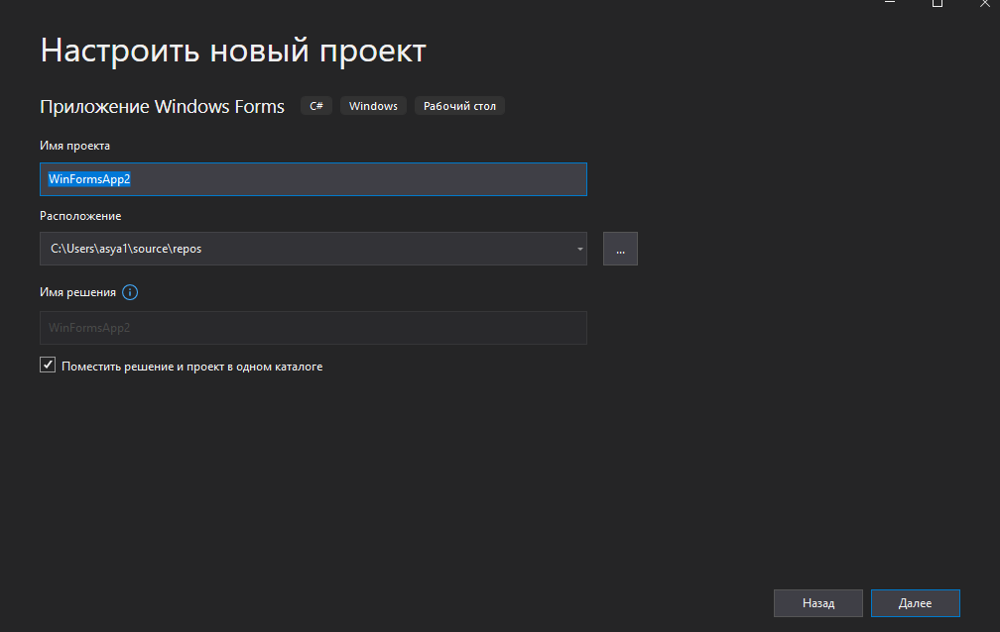 Настроить новый проект
Приложение Windows Forms C# Windows Рабочий стол
Имя проекта
WinFormsApp2
Расположение
C:\Users\asya1\source\repos
...
Имя решения
WinFormsApp2
Поместить решение и проект в одном каталоге
Назад Далее